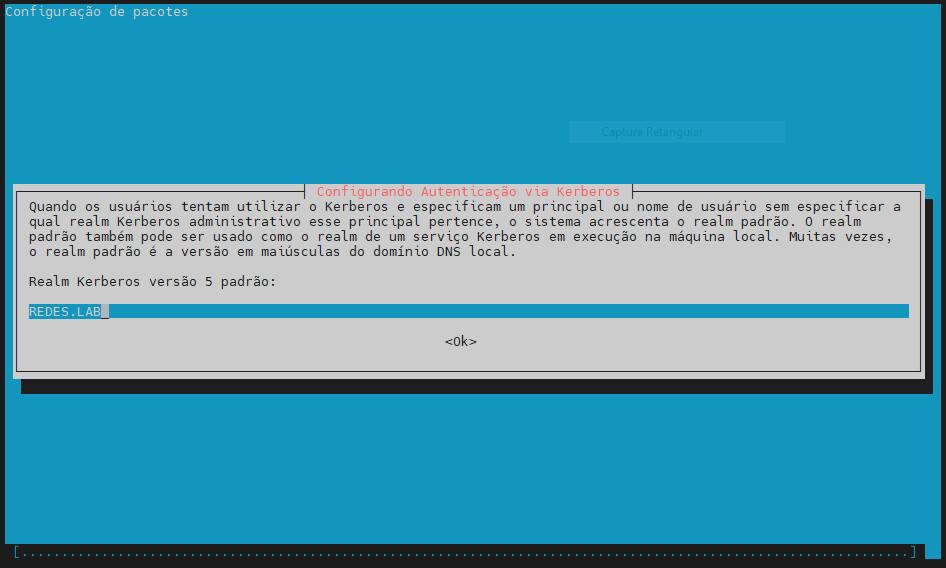 Configuração de pacotes
Captura Retangular
Configurando Autenticação via Kerberos
Quando os usuários tentam utilizar o Kerberos e especificam um principal ou nome de usuário sem especificar a
qual realm Kerberos administrativo esse principal pertence, o sistema acrescenta o realm padrão. O realm
padrão também pode ser usado como o realm de um serviço Kerberos em execução na máquina local. Muitas vezes,
o realm padrão é a versão em maiúsculas do domínio DNS local.
Realm Kerberos versão 5 padrão:
REDES.LAB_
<Ok>
[...............................................................................................................]